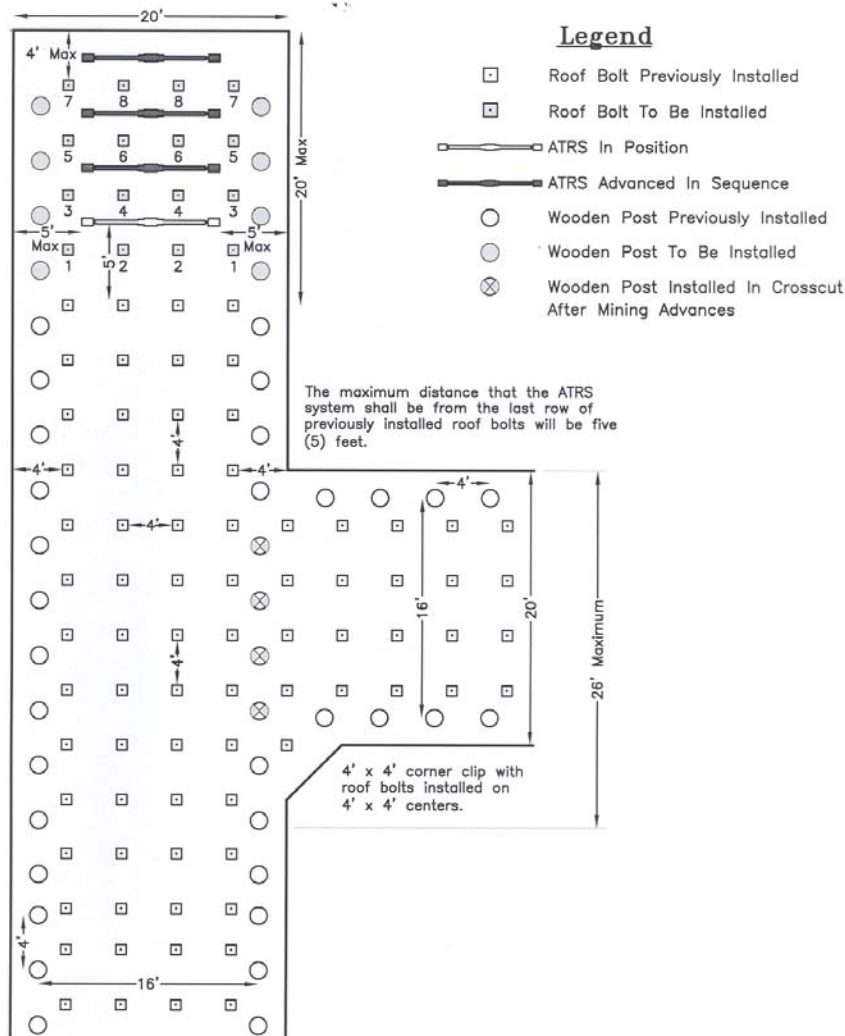 20'
Legend
4' Max
Roof Bolt Previously Installed
7 8 8 7
Roof Bolt To Be Installed
5 6 6 5
20' Max
ATRS In Position
ATRS Advanced In Sequence
3 4 4 3
Wooden Post Previously Installed
5' Max
5' Max
1 2 2 1
5'
Wooden Post To Be Installed
Wooden Post Installed In Crosscut
After Mining Advances
The maximum distance that the ATRS
system shall be from the last row of
previously installed roof bolts will be five
(5) feet.
4'
4'
4'
4'
4'
16'
20'
26' Maximum
4'
4' x 4' corner clip with
roof bolts installed on
4' x 4' centers.
4'
16'